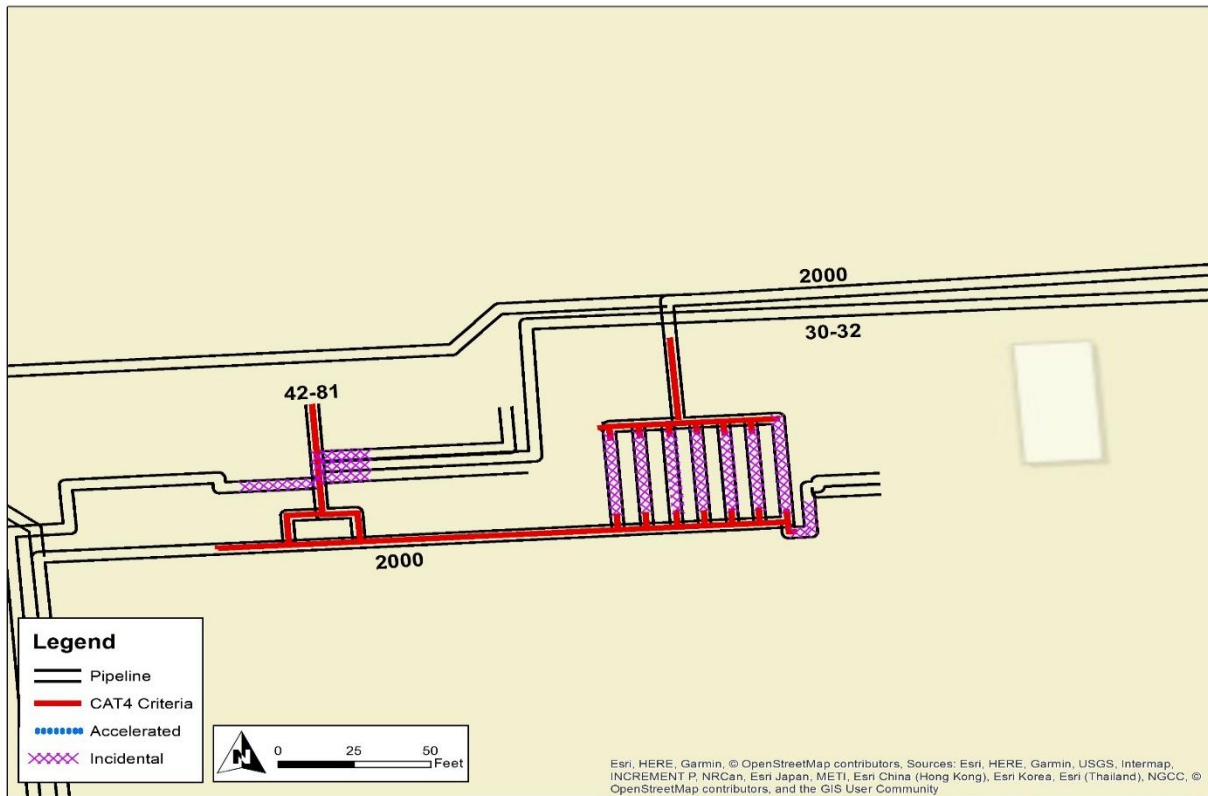 2000
30-32
42-81
2000
Legend
Pipeline
CAT4 Criteria
Accelerated
Incidental
N
0 25 50
Feet
Esri, HERE, Garmin, © OpenStreetMap contributors, Sources: Esri, HERE, Garmin, USGS, Intermap,
INCREMENT P, NRCan, Esri Japan, METI, Esri China (Hong Kong), Esri Korea, Esri (Thailand), NGCC, ©
OpenStreetMap contributors, and the GIS User Community